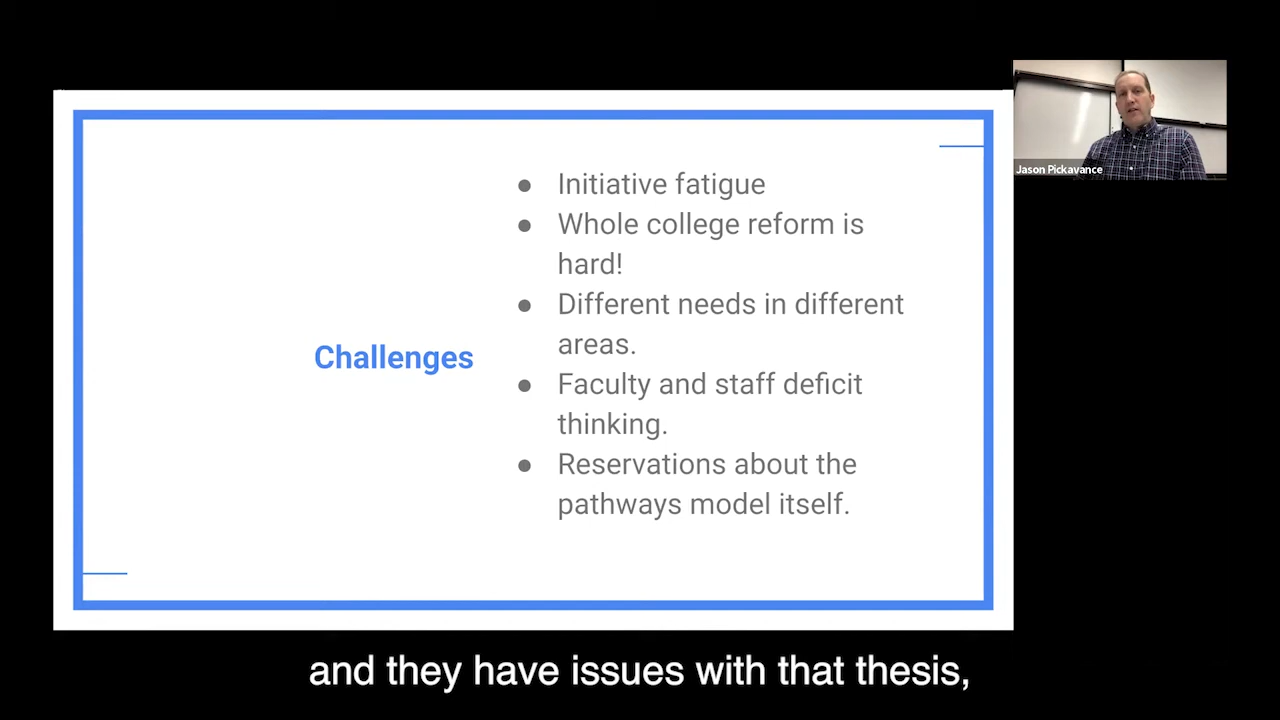 Challenges
● Initiative fatigue
● Whole college reform is
hard!
● Different needs in different
areas.
● Faculty and staff deficit
thinking.
● Reservations about the
pathways model itself.
Jason Pickavance
and they have issues with that thesis,